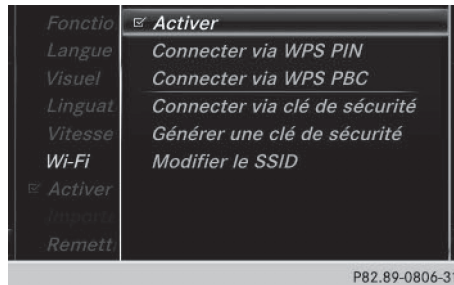 Fonctio
Langue
Visuel
Linguat
Vitesse
Wi-Fi
Activer
Importe
Remett
Activer
Connecter via WPS PIN
Connecter via WPS PBC
Connecter via clé de sécurité
Générer une clé de sécurité
Modifier le SSID
P82.89-0806-31